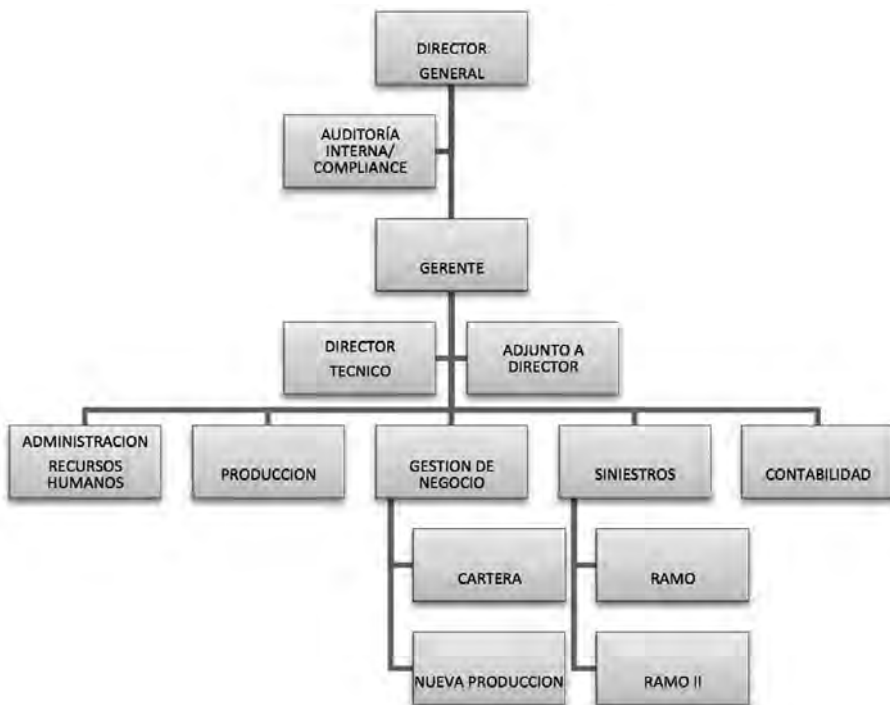 DIRECTOR
GENERAL
AUDITORÍA
INTERNA/
COMPLIANCE
GERENTE
DIRECTOR
TECNICO
ADJUNTO A
DIRECTOR
ADMINISTRACION
RECURSOS
HUMANOS
PRODUCCION
GESTION DE
NEGOCIO
SINIESTROS
CONTABILIDAD
CARTERA
RAMO
NUEVA PRODUCCION
RAMO II